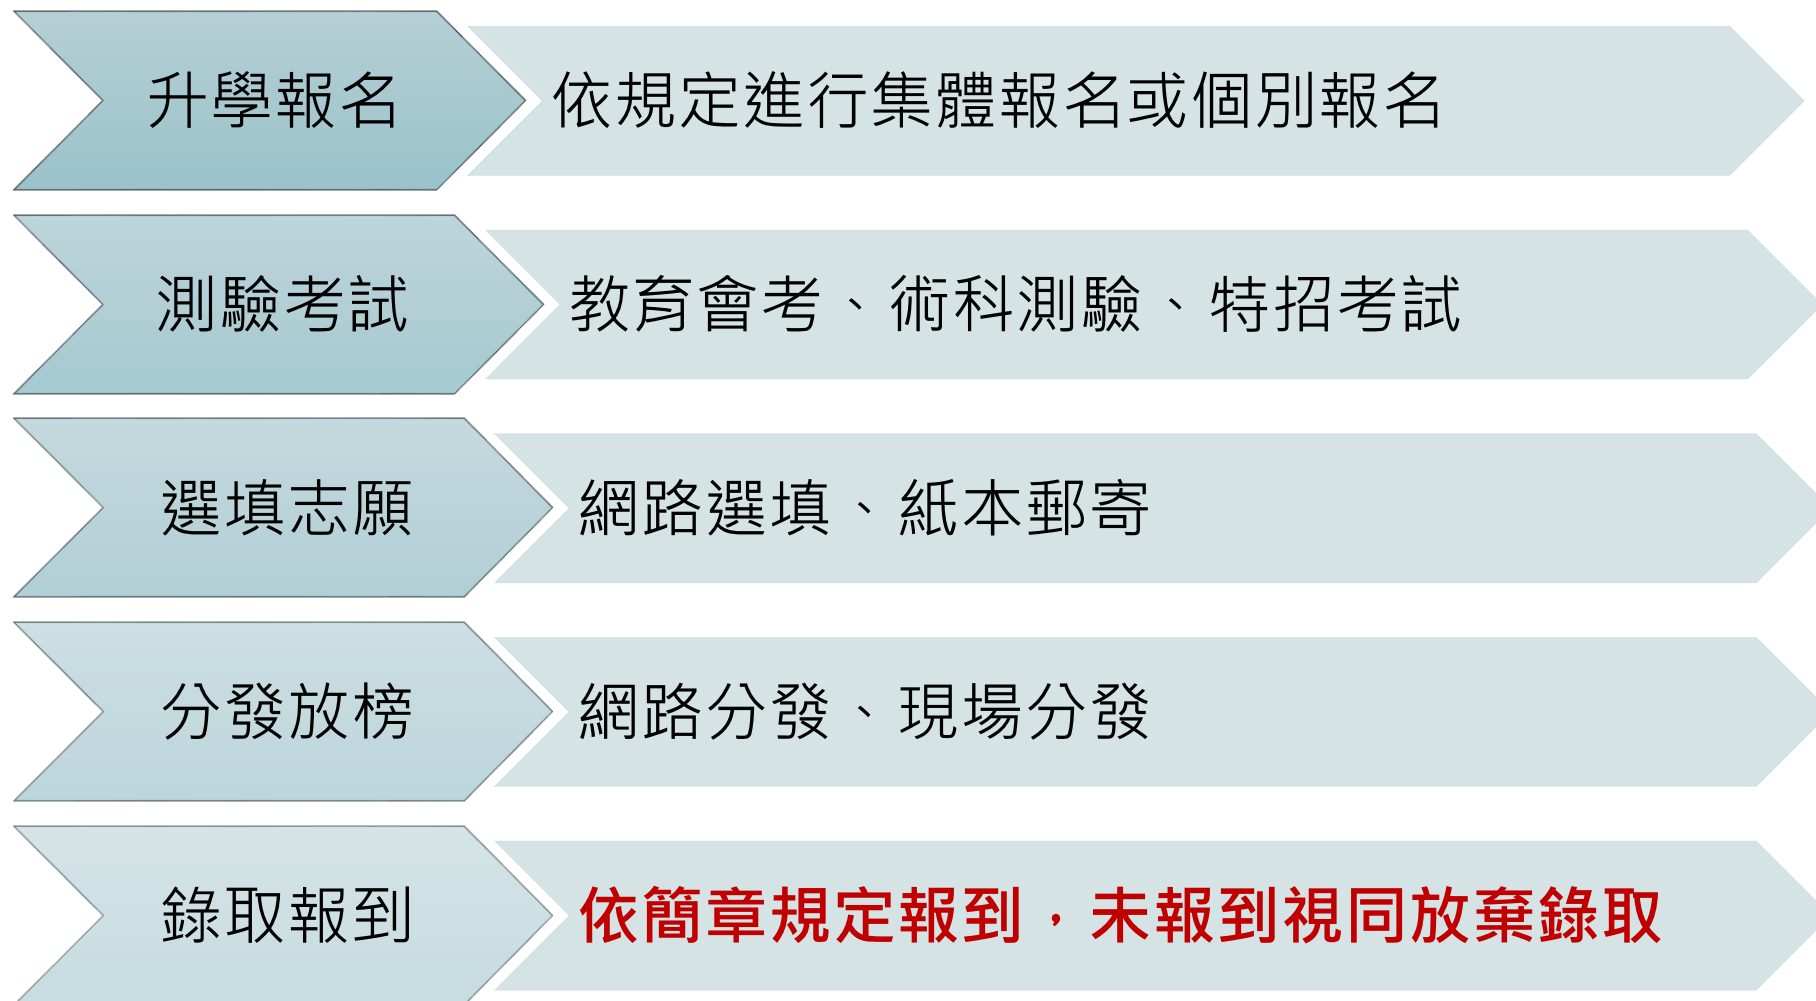 升學報名
依規定進行集體報名或個別報名
測驗考試
教育會考、術科測驗、特招考試
選填志願
網路選填、紙本郵寄
分發放榜
網路分發、現場分發
錄取報到
依簡章規定報到，未報到視同放棄錄取